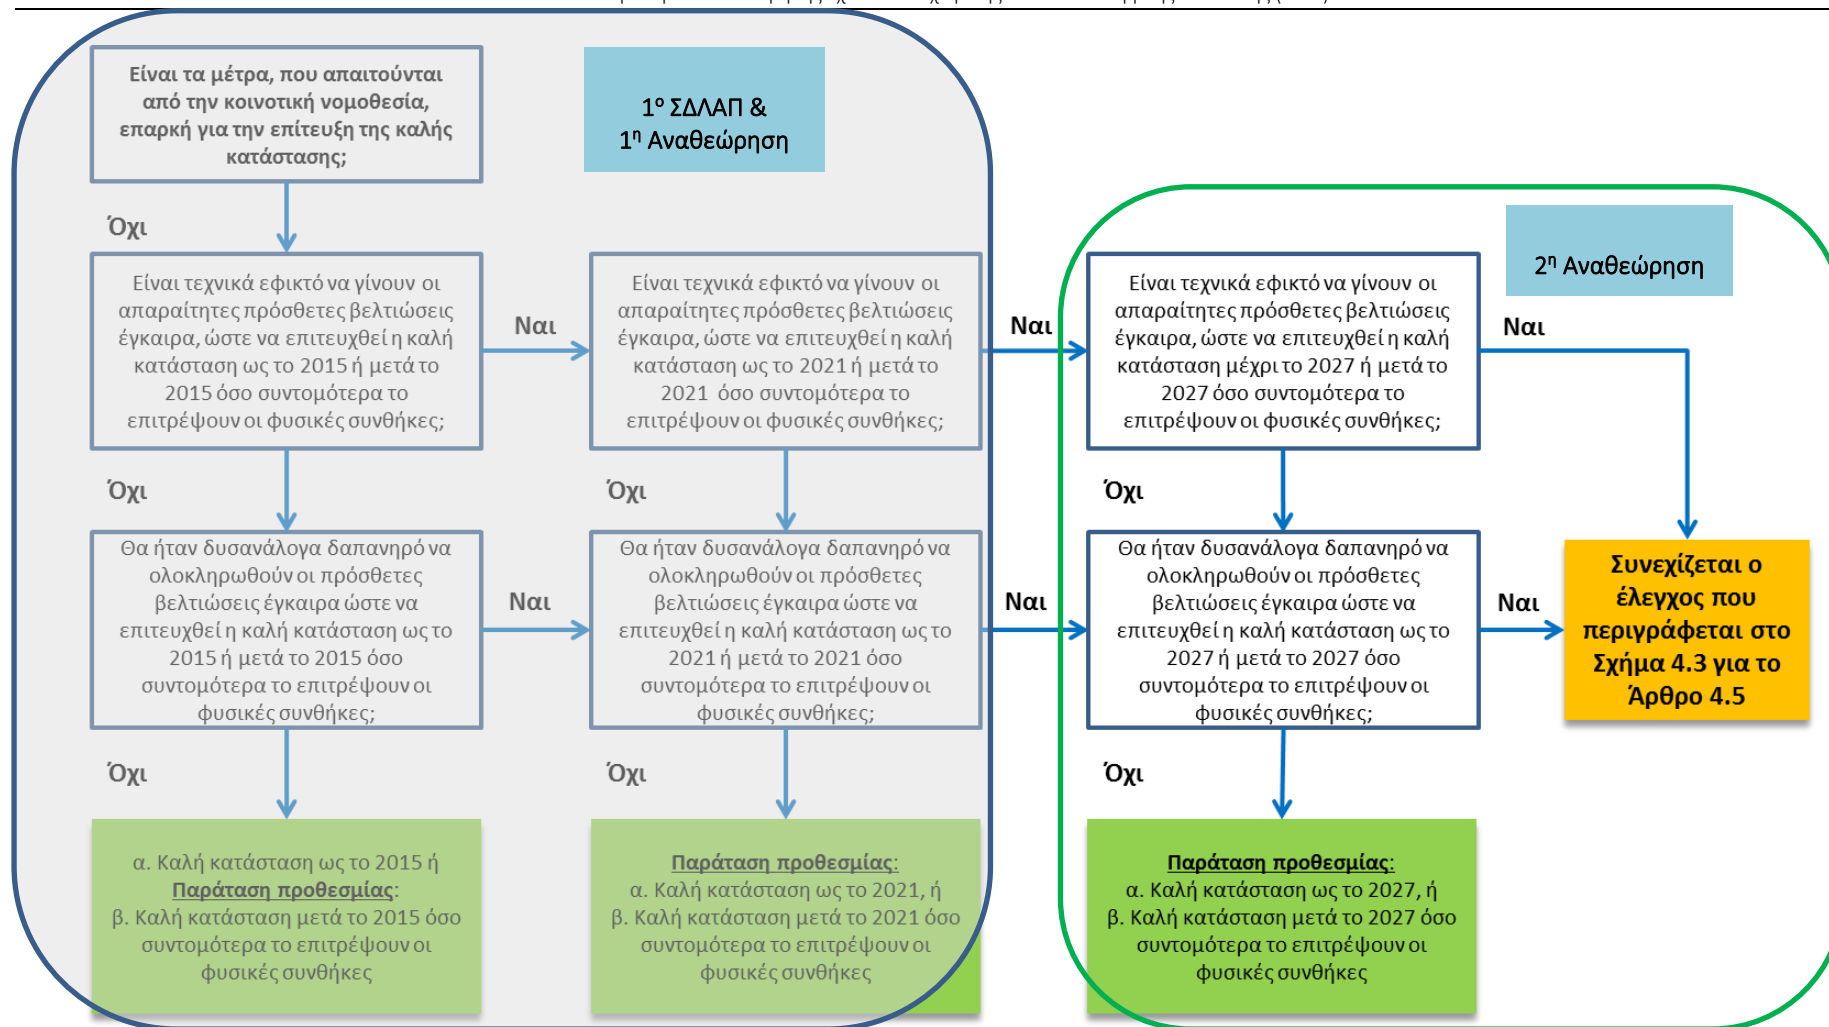 Είναι τα μέτρα, που απαιτούνται
από την κοινοτική νομοθεσία,
επαρκή για την επίτευξη της καλής
κατάστασης;
1º ΣΔΛΑΠ &
1η Αναθεώρηση
2η Αναθεώρηση
Όχι
Είναι τεχνικά εφικτό να γίνουν οι
απαραίτητες πρόσθετες βελτιώσεις
έγκαιρα, ώστε να επιτευχθεί η καλή
κατάσταση ως το 2015 ή μετά το
2015 όσο συντομότερα το
επιτρέψουν οι φυσικές συνθήκες;
Ναι
Είναι τεχνικά εφικτό να γίνουν οι
απαραίτητες πρόσθετες βελτιώσεις
έγκαιρα, ώστε να επιτευχθεί η καλή
κατάσταση ως το 2021 ή μετά το
2021 όσο συντομότερα το
επιτρέψουν οι φυσικές συνθήκες;
Ναι
Είναι τεχνικά εφικτό να γίνουν οι
απαραίτητες πρόσθετες βελτιώσεις
έγκαιρα, ώστε να επιτευχθεί η καλή
κατάσταση μέχρι το 2027 ή μετά το
2027 όσο συντομότερα το
επιτρέψουν οι φυσικές συνθήκες;
Ναι
Όχι
Όχι
Όχι
Θα ήταν δυσανάλογα δαπανηρό να
ολοκληρωθούν οι πρόσθετες
βελτιώσεις έγκαιρα ώστε να
επιτευχθεί η καλή κατάσταση ως το
2015 ή μετά το 2015 όσο
συντομότερα το επιτρέψουν οι
φυσικές συνθήκες;
Ναι
Θα ήταν δυσανάλογα δαπανηρό να
ολοκληρωθούν οι πρόσθετες
βελτιώσεις έγκαιρα ώστε να
επιτευχθεί η καλή κατάσταση ως το
2021 ή μετά το 2021 όσο
συντομότερα το επιτρέψουν οι
φυσικές συνθήκες;
Ναι
Θα ήταν δυσανάλογα δαπανηρό να
ολοκληρωθούν οι πρόσθετες
βελτιώσεις έγκαιρα ώστε να
επιτευχθεί η καλή κατάσταση ως το
2027 ή μετά το 2027 όσο
συντομότερα το επιτρέψουν οι
φυσικές συνθήκες;
Ναι
Συνεχίζεται ο
έλεγχος που
περιγράφεται στο
Σχήμα 4.3 για το
Άρθρο 4.5
Όχι
Όχι
Όχι
α. Καλή κατάσταση ως το 2015 ή
Παράταση προθεσμίας:
β. Καλή κατάσταση μετά το 2015 όσο
συντομότερα το επιτρέψουν οι
φυσικές συνθήκες
Παράταση προθεσμίας:
α. Καλή κατάσταση ως το 2021, ή
β. Καλή κατάσταση μετά το 2021 όσο
συντομότερα το επιτρέψουν οι
φυσικές συνθήκες
Παράταση προθεσμίας:
α. Καλή κατάσταση ως το 2027, ή
β. Καλή κατάσταση μετά το 2027 όσο
συντομότερα το επιτρέψουν οι
φυσικές συνθήκες